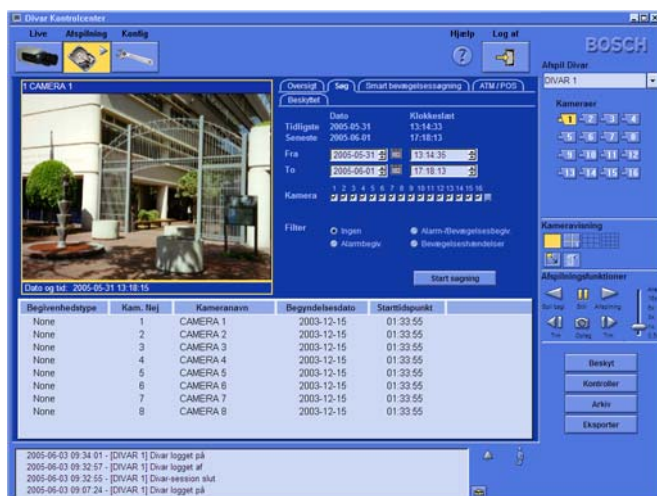 Divar Kontrolcenter
Live Afspilning Konfig
Hjælp Log af
BOSCH
Afspil Divar
DIVAR 1
Kameraer
1 2 3 4
5 6 7 8
9 10 11 12
13 14 15 16
1 CAMERA 1
Dato og tid: 2005-05-31 13:18:15
Oversigt Søg Smart bevægelsessøgning ATM / POS
Beskyttet
Dato Klokkeslæt
Tidligste 2005-05-31 13:14:33
Seneste 2005-06-01 17:18:13
Fra 2005-05-31 13:14:35
To 2005-06-01 17:18:13
1 2 3 4 5 6 7 8 9 10 11 12 13 14 15 16
Kamera
Filter
Ingen Alarm-/Bevægelsesbegiv.
Alarmbegiv Bevægelseshændelser
Start søgning
Kameravisning
Afspilningsfunktioner
Still Afspilning
Trin Trin
Beskyt
Kontroller
Arkiv
Eksporter
Begivenhedstype Kam. Nej Kameranavn Begyndelsesdato Starttidspunkt
None 1 CAMERA 1 2003-12-15 01:33:55
None 2 CAMERA 2 2003-12-15 01:33:55
None 3 CAMERA 3 2003-12-15 01:33:55
None 4 CAMERA 4 2003-12-15 01:33:55
None 5 CAMERA 5 2003-12-15 01:33:55
None 6 CAMERA 6 2003-12-15 01:33:55
None 7 CAMERA 7 2003-12-15 01:33:55
None 8 CAMERA 8 2003-12-15 01:33:55
2005-06-03 09:34:01 - [DIVAR 1] Divar logget på
2005-06-03 09:32:57 - [DIVAR 1] Divar logget af
2005-06-03 09:32:55 - [DIVAR 1] Divar-session slut
2005-06-03 09:07:24 - [DIVAR 1] Divar logget på